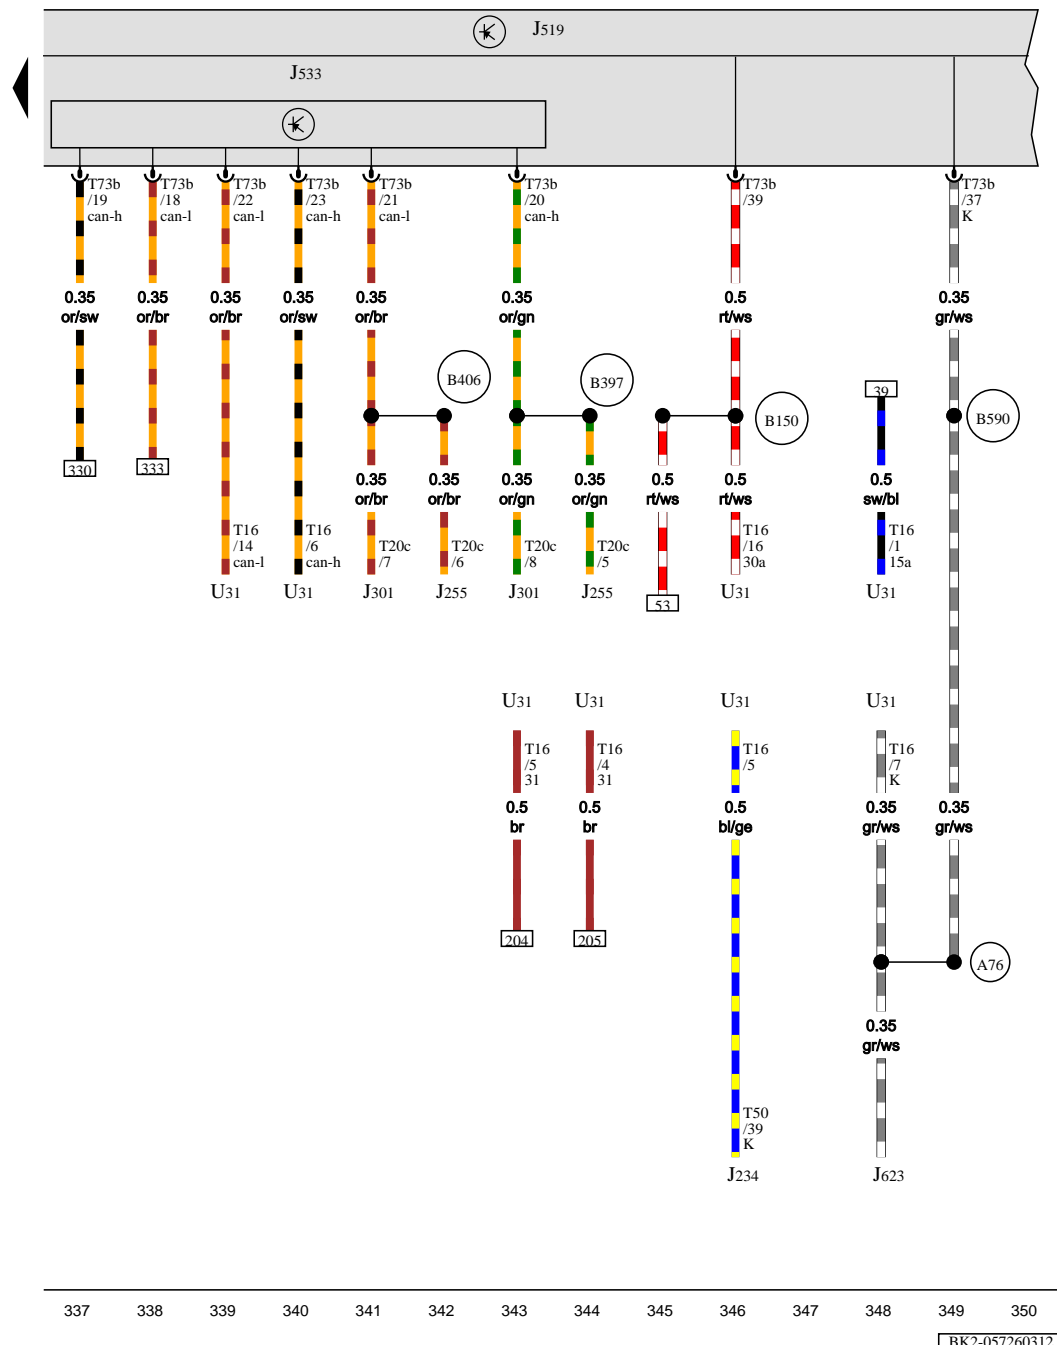 J519
J533
T73b
/19
can-h
T73b
/18
can-l
T73b
/22
can-l
T73b
/23
can-h
T73b
/21
can-l
T73b
/20
can-h
T73b
/39
T73b
/37
K
0.35
or/sw
0.35
or/br
0.35
or/br
0.35
or/sw
0.35
or/br
0.35
or/gn
0.5
rt/ws
0.35
gr/ws
B406
B397
B150
39
B590
330
333
0.35
or/br
0.35
or/br
0.35
or/gn
0.35
or/gn
0.5
rt/ws
0.5
rt/ws
0.5
sw/bl
T16
/14
can-l
T16
/6
can-h
T20c
/7
T20c
/6
T20c
/8
T20c
/5
T16
/16
30a
T16
/1
15a
U31
U31
J301
J255
J301
J255
53
U31
U31
U31
U31
U31
U31
T16
/5
31
T16
/4
31
T16
/5
T16
/7
K
0.5
br
0.5
br
0.5
bl/ge
0.35
gr/ws
0.35
gr/ws
204
205
A76
0.35
gr/ws
T50
/39
K
J234
J623
337 338 339 340 341 342 343 344 345 346 347 348 349 350
BK2-057260312